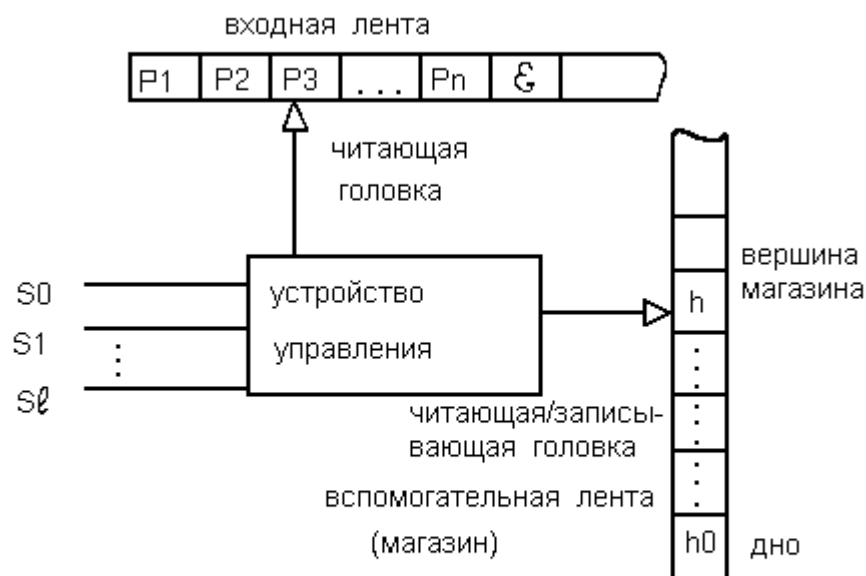 входная лента
P1 P2 P3 ... Pn &
читающая
головка
вершина
магазина
S0
устройство
h
S1
управления
Sℓ
читающая/записы-
вающая головка
вспомогательная лента
(магазин)
h0 дно